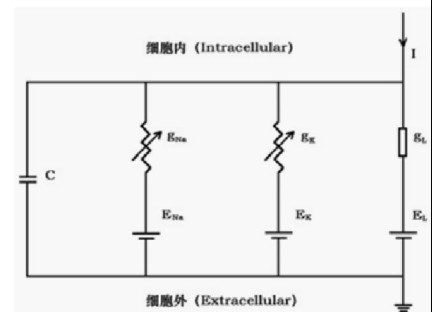 细胞内 (Intracellular)
I
C
gNa
gK
gL
ENa
EK
EL
细胞外 (Extracellular)